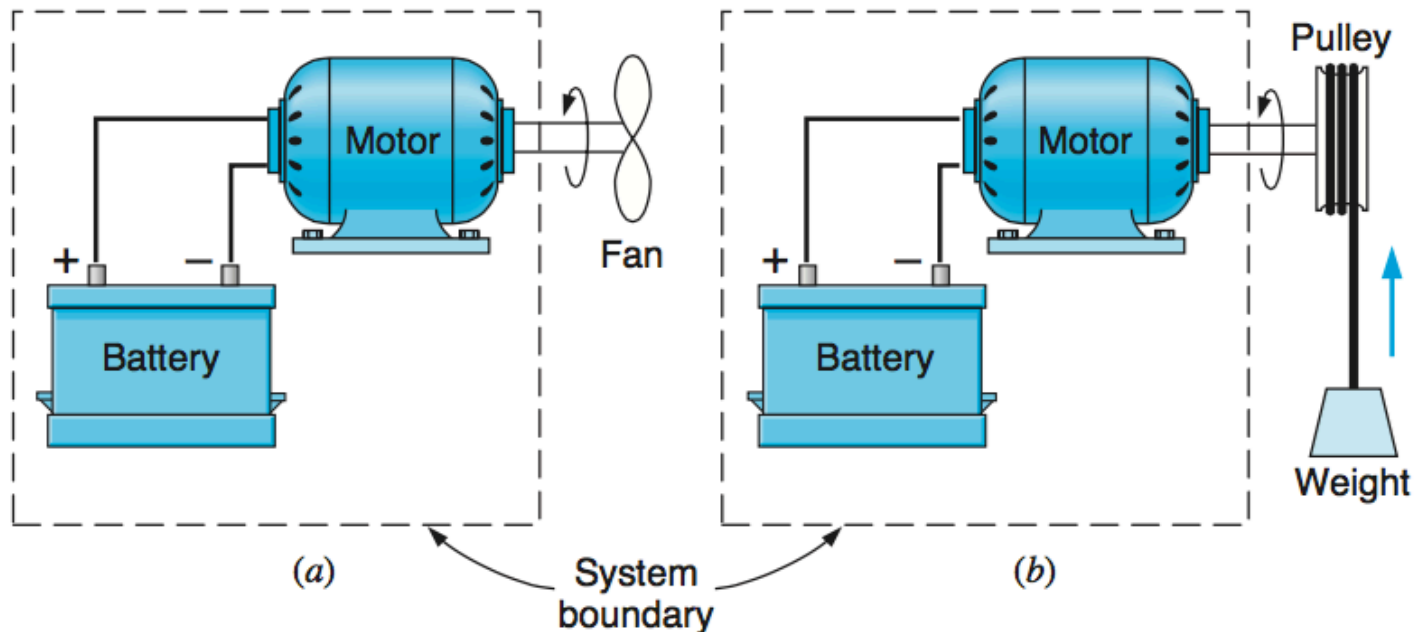 Motor
+
−
Fan
Battery
(a)
Pulley
Motor
+
−
Battery
Weight
(b)
System
boundary